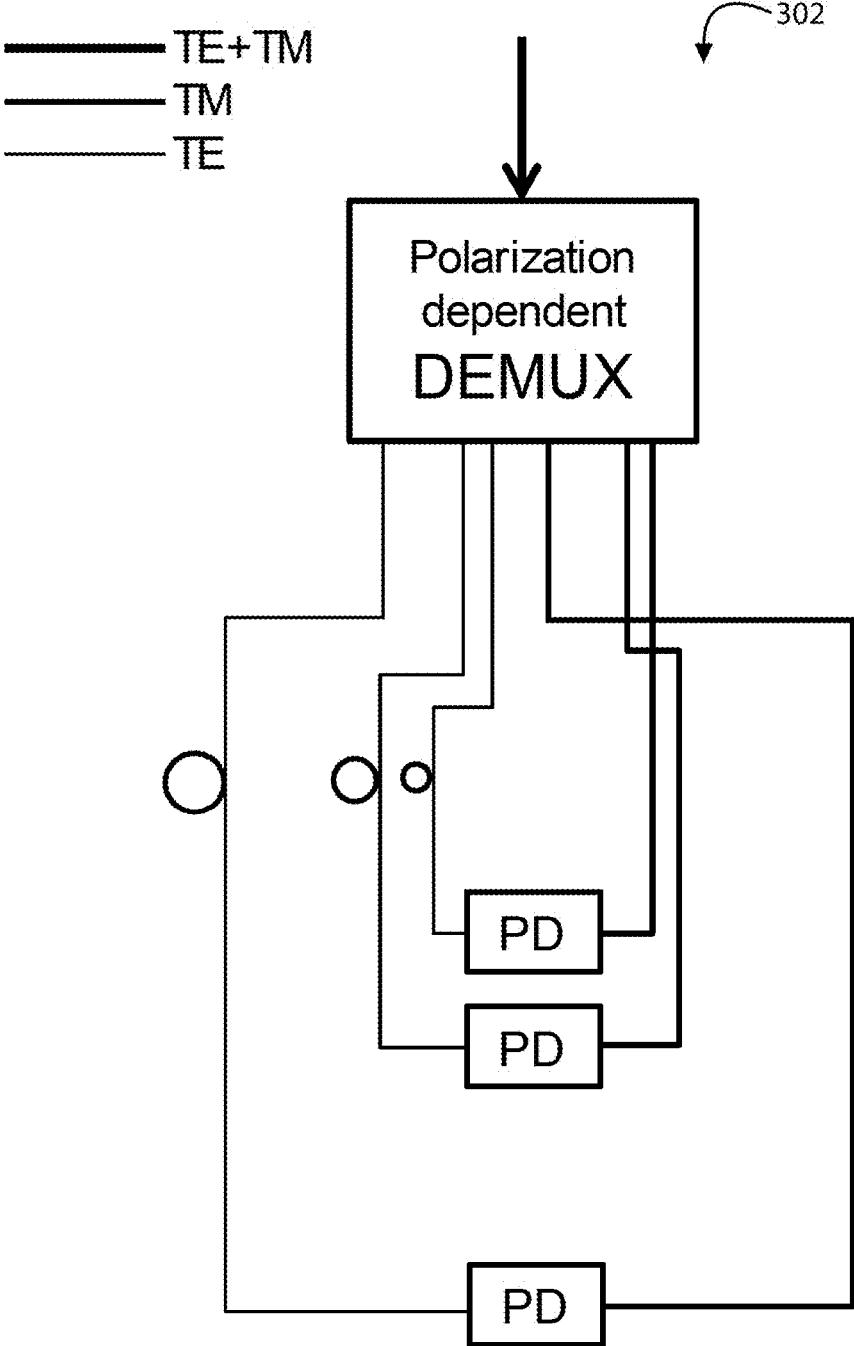 302
TE+TM
TM
TE
Polarization
dependent
DEMUX
PD
PD
PD